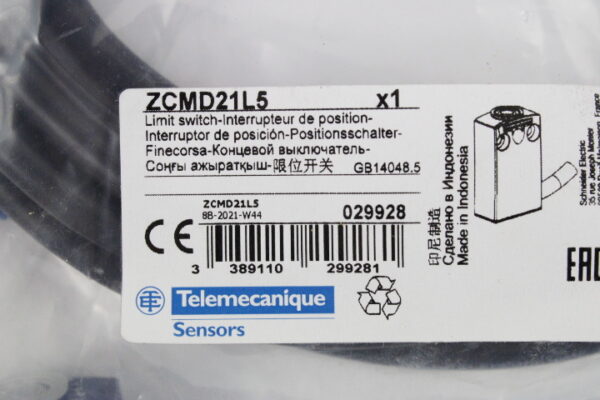 ZCMD21L5 x1
Limit switch-Interrupteur de position-
Interruptor de posición-Positionsschalter-
Finecorsa-Концевой выключатель-
Соңғы ажыратқыш-限位开关 GB14048.5
ZCMD21L5
8B-2021-W44
029928
CE
3 389110 299281
Telemecanique
Sensors
印尼制造
Сделано в Индонезии
Made in Indonesia
Schneider Electric
35 rue Joseph Monier
France
EAC